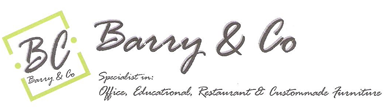 BC
Barry & Co
Barry & Co
Specialist in:
Office, Educational, Restaurant & Custommade Furniture